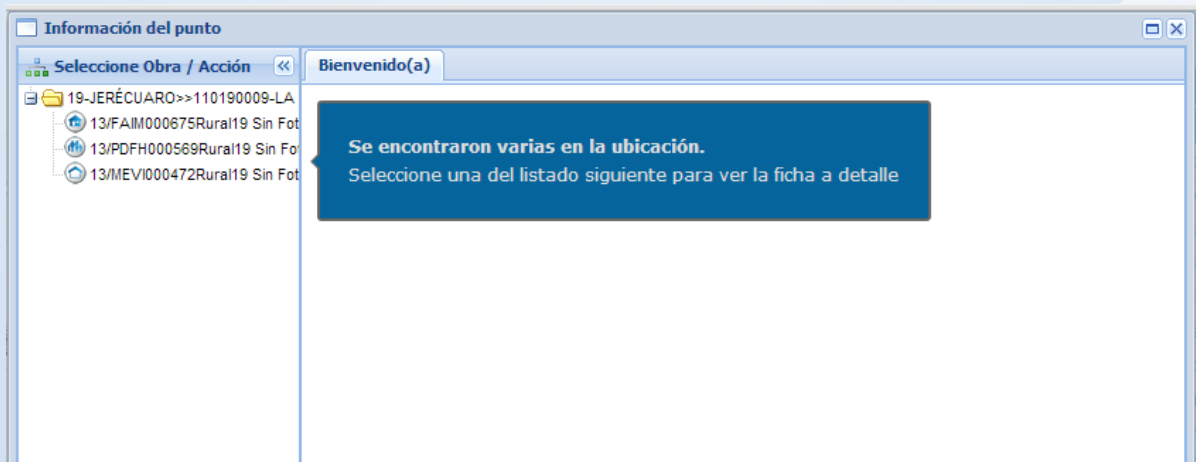 Información del punto
Seleccione Obra / Acción
Bienvenido(a)
19-JERÉCUARO>>110190009-LA
13/FAIM000675Rural19 Sin Fot
13/PDFH000569Rural19 Sin Fo
13/MEVI000472Rural19 Sin Fot
Se encontraron varias en la ubicación.
Seleccione una del listado siguiente para ver la ficha a detalle